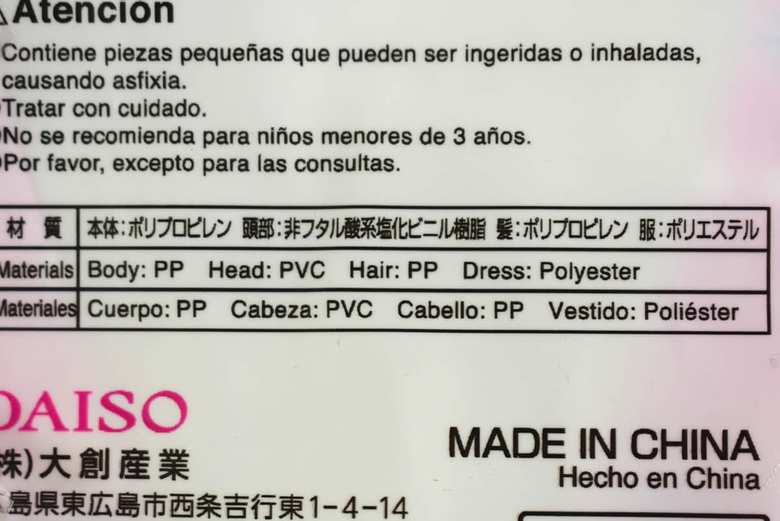 ⚠Atención
Contiene piezas pequeñas que pueden ser ingeridas o inhaladas,
causando asfixia.
●Tratar con cuidado.
●No se recomienda para niños menores de 3 años.
●Por favor, excepto para las consultas.
材 質 本体:ポリプロピレン 頭部:非フタル酸系塩化ビニル樹脂 髪:ポリプロピレン 服:ポリエステル
Materials Body: PP Head: PVC Hair: PP Dress: Polyester
Materiales Cuerpo: PP Cabeza: PVC Cabello: PP Vestido: Poliéster
DAISO
(株)大創産業
MADE IN CHINA
Hecho en China
島県東広島市西条吉行東1-4-14